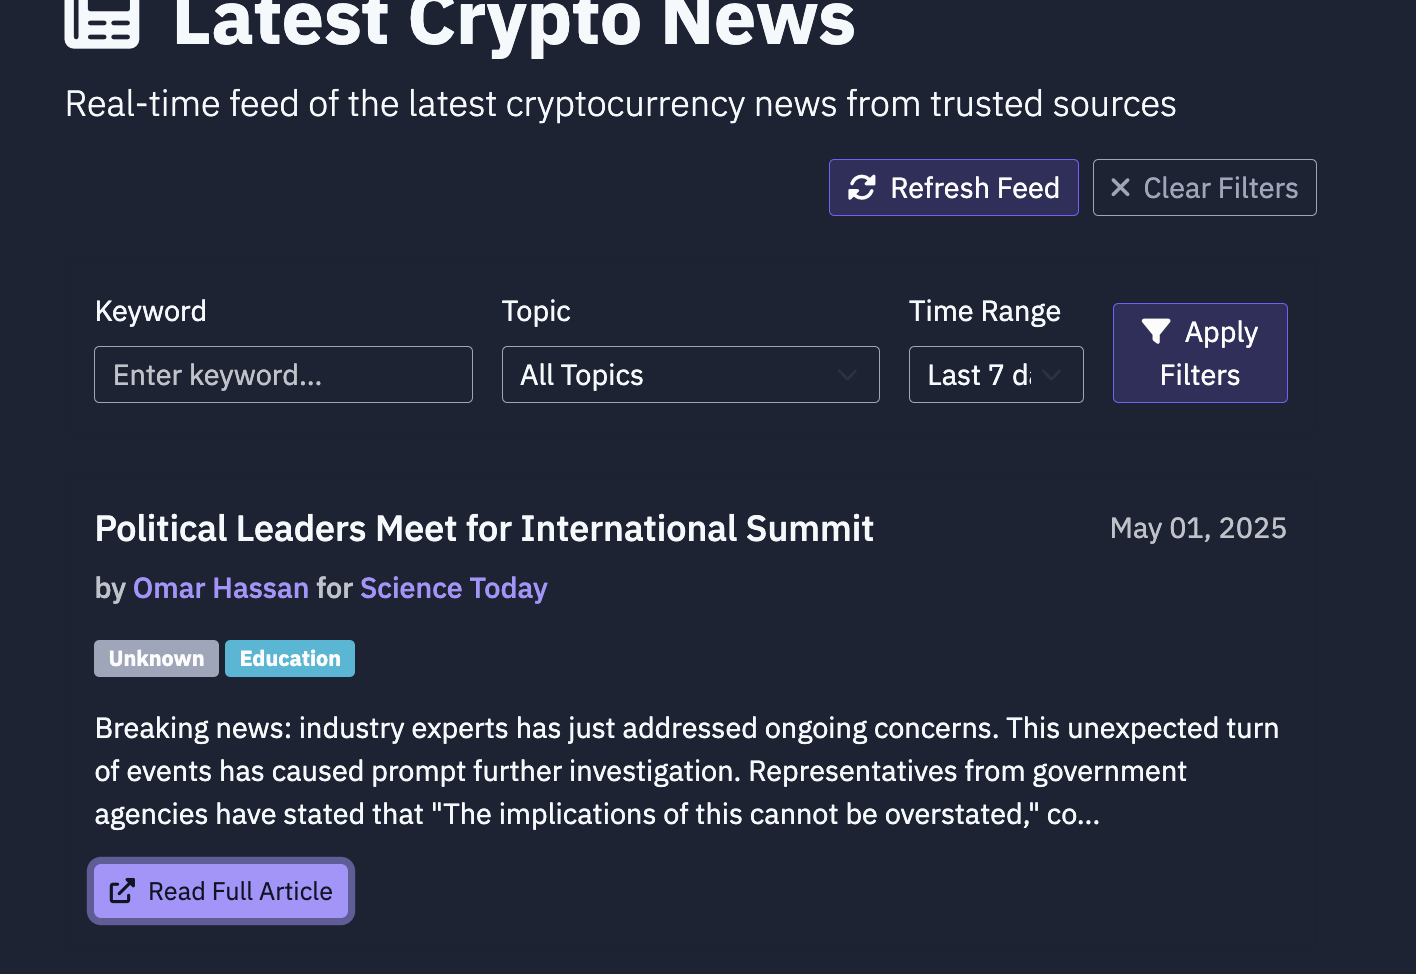 Latest Crypto News
Real-time feed of the latest cryptocurrency news from trusted sources
Refresh Feed
Clear Filters
Keyword
Topic
Time Range
Enter keyword...
All Topics
Last 7 d
Apply
Filters
Political Leaders Meet for International Summit
May 01, 2025
by Omar Hassan for Science Today
Unknown
Education
Breaking news: industry experts has just addressed ongoing concerns. This unexpected turn
of events has caused prompt further investigation. Representatives from government
agencies have stated that "The implications of this cannot be overstated," co...
Read Full Article